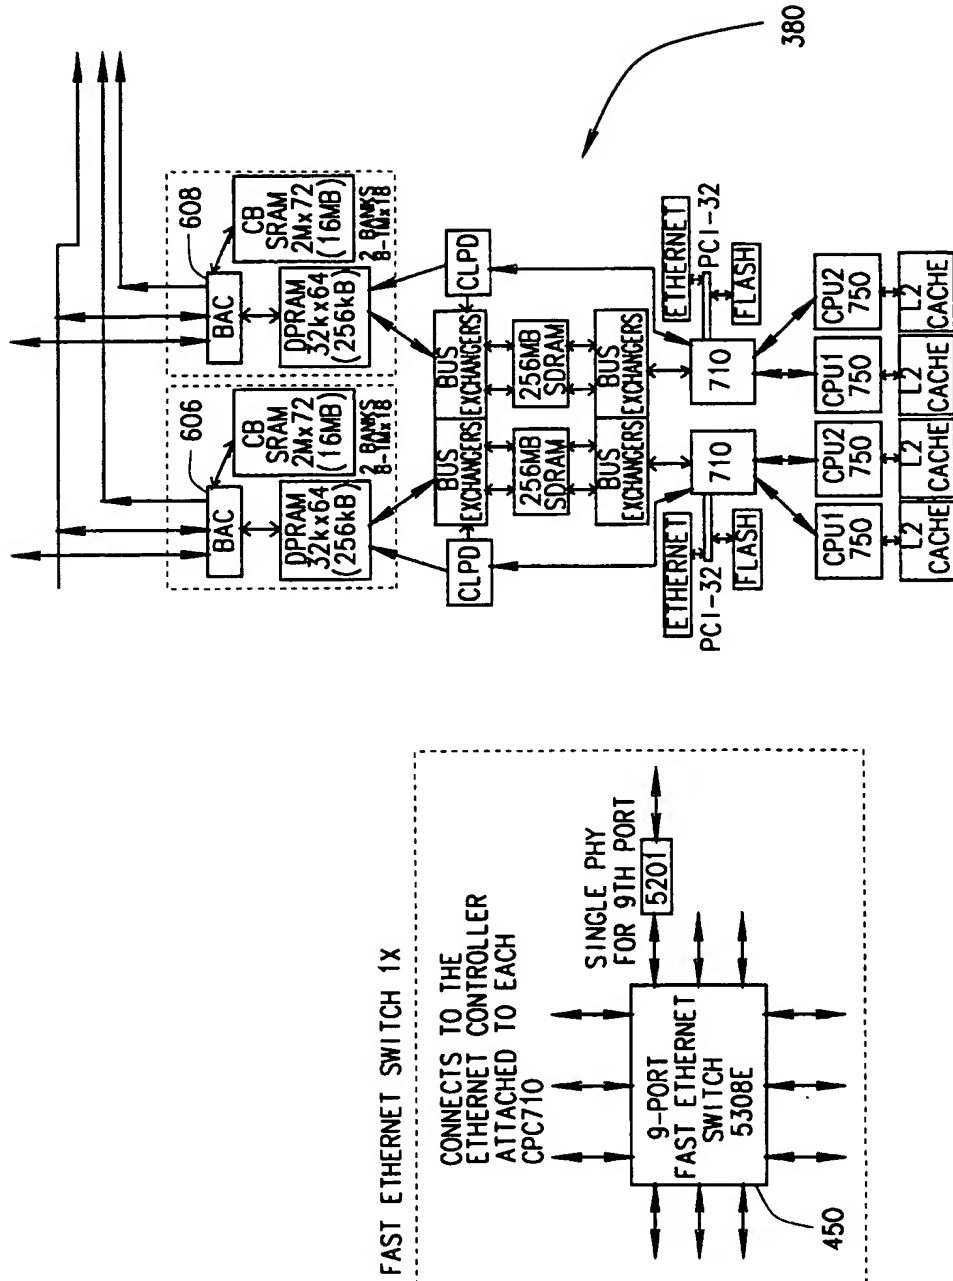 606
BAC
CB
SRAM
2Mx72
(16MB)
2 BANKS
8-1Mx18
DPRAM
32kx64
(256kB)
608
BAC
CB
SRAM
2Mx72
(16MB)
2 BANKS
8-1Mx18
DPRAM
32kx64
(256kB)
CLPD
BUS
EXCHANGERS
BUS
EXCHANGERS
CLPD
256MB
SDRAM
256MB
SDRAM
BUS
EXCHANGERS
BUS
EXCHANGERS
ETHERNET
PCI-32
FLASH
710
710
ETHERNET
PCI-32
FLASH
CPU1
750
CPU2
750
CPU1
750
CPU2
750
L2
CACHE
L2
CACHE
L2
CACHE
L2
CACHE
380
FAST ETHERNET SWITCH 1X
CONNECTS TO THE
ETHERNET CONTROLLER
ATTACHED TO EACH
CPC710
SINGLE PHY
FOR 9TH PORT
5201
9-PORT
FAST ETHERNET
SWITCH
5308E
450